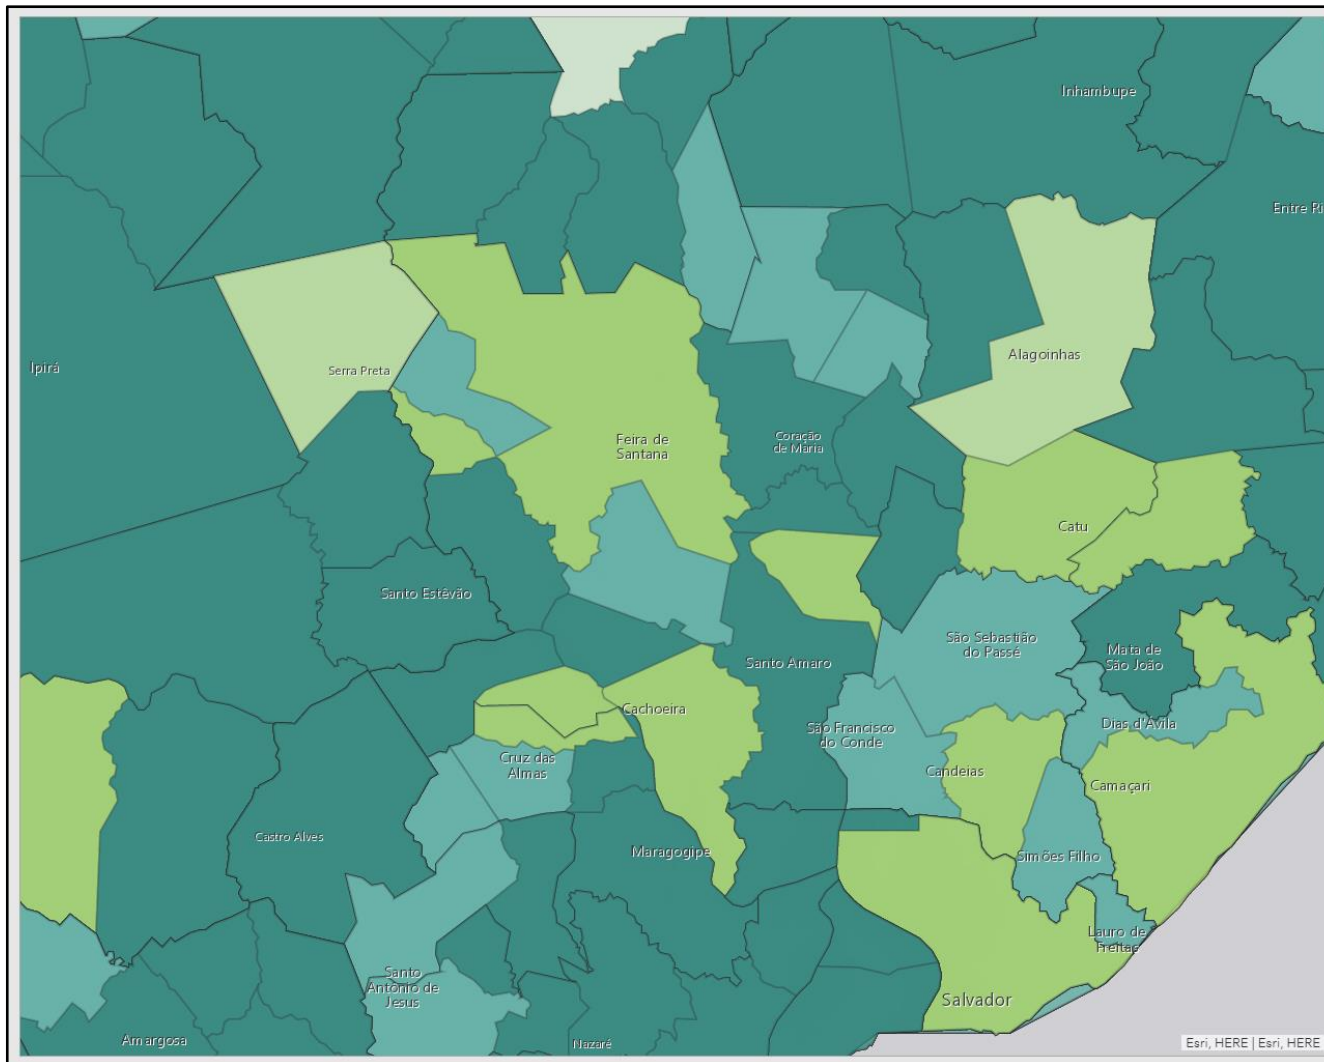 Inhambupe
Entre Ri
Ipirá
Serra Preta
Alagoinhas
Feira de
Santana
Coração
de Maria
Catu
Santo Estêvão
São Sebastião
do Passé
Mata de
São João
Santo Amaro
Cachoeira
São Francisco
do Conde
Dias d'Ávila
Cruz das
Almas
Candeias
Camaçari
Castro Alves
Maragogipe
Simões Filho
Lauro de
Freitas
Santo
Antônio de
Jesus
Salvador
Amargosa
Nazaré
Esri, HERE | Esri, HERE